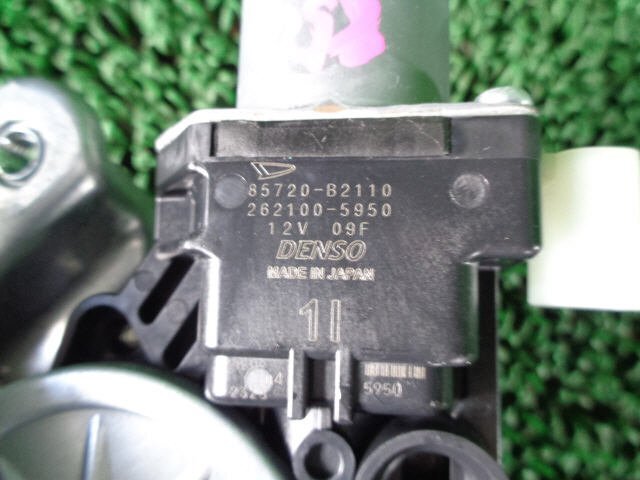 85720-B2110
262100-5950
12V 09F
DENSO
MADE IN JAPAN
11
5950